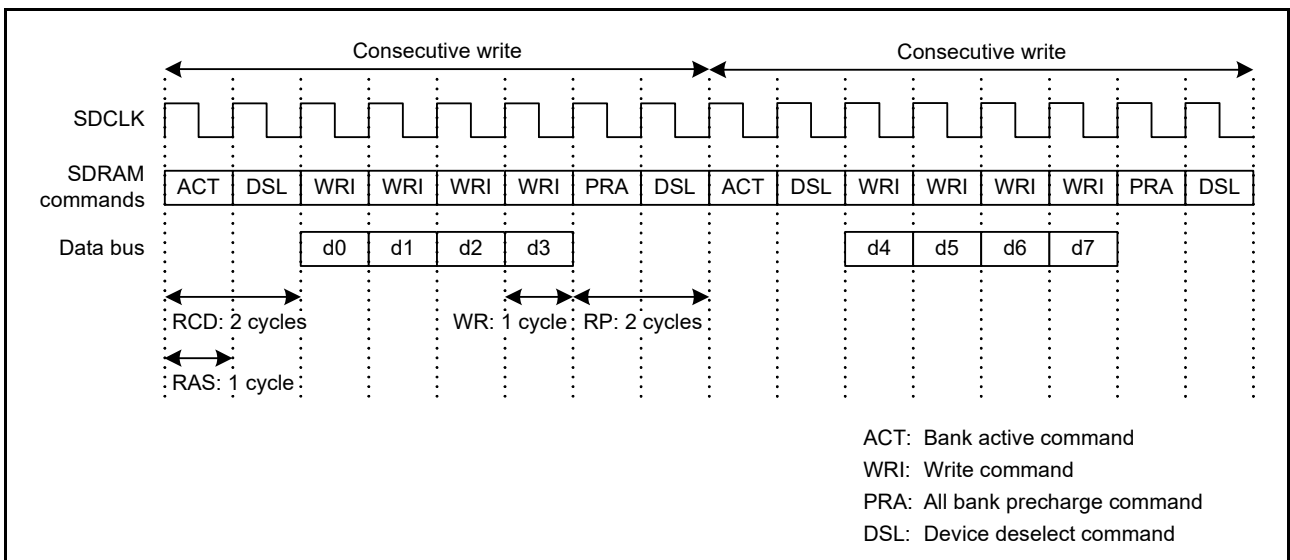 Consecutive write Consecutive write
SDCLK
SDRAM commands ACT DSL WRI WRI WRI WRI PRA DSL ACT DSL WRI WRI WRI WRI PRA DSL
Data bus d0 d1 d2 d3 d4 d5 d6 d7
RCD: 2 cycles WR: 1 cycle RP: 2 cycles
RAS: 1 cycle
ACT: Bank active command
WRI: Write command
PRA: All bank precharge command
DSL: Device deselect command